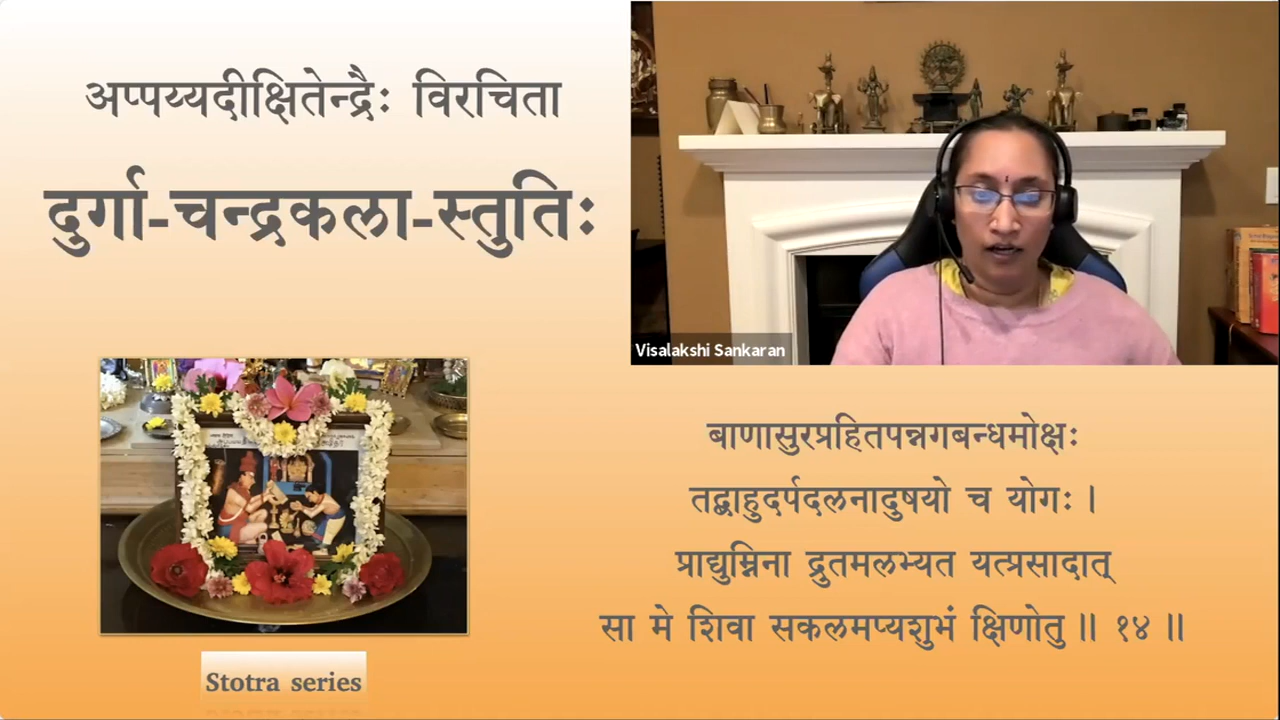 अप्पय्यदीक्षितेन्द्रैः विरचिता
दुर्गा-चन्द्रकला-स्तुतिः
Visalakshi Sankaran
बाणासुरप्रहितपन्नगबन्धमोक्षः
तद्बाहुदर्पदलनादुषयो च योगः ।
प्राद्युम्निना द्रुतमलभ्यत यत्प्रसादात्
सा मे शिवा सकलमप्यशुभं क्षिणोतु ॥ १४ ॥
Stotra series